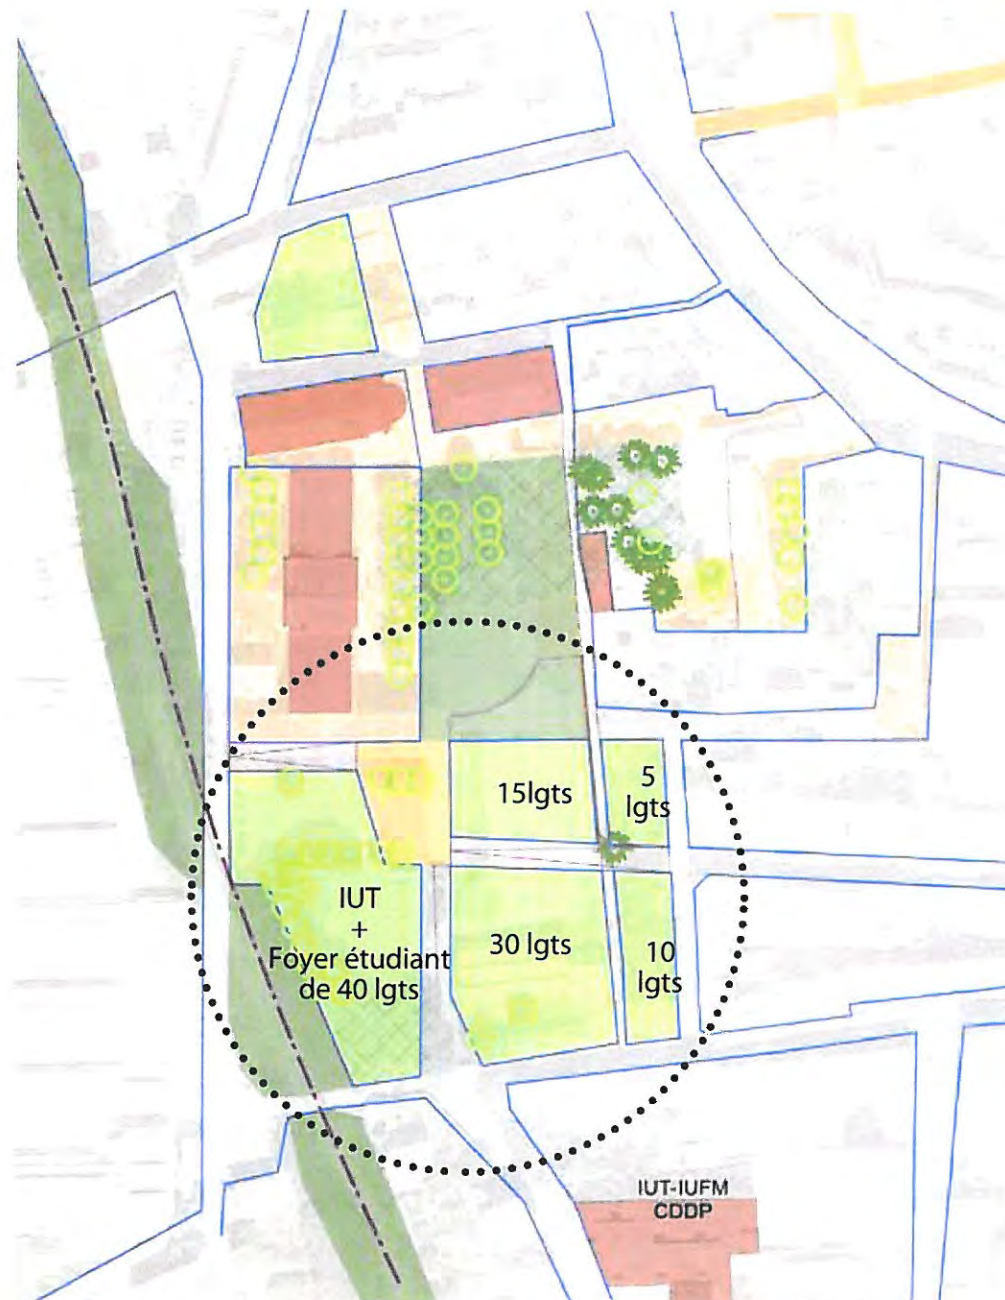 15lgts
5
lgts
IUT
+
Foyer étudiant
de 40 lgts
30 lgts
10
lgts
IUT-IUFM
CDDP